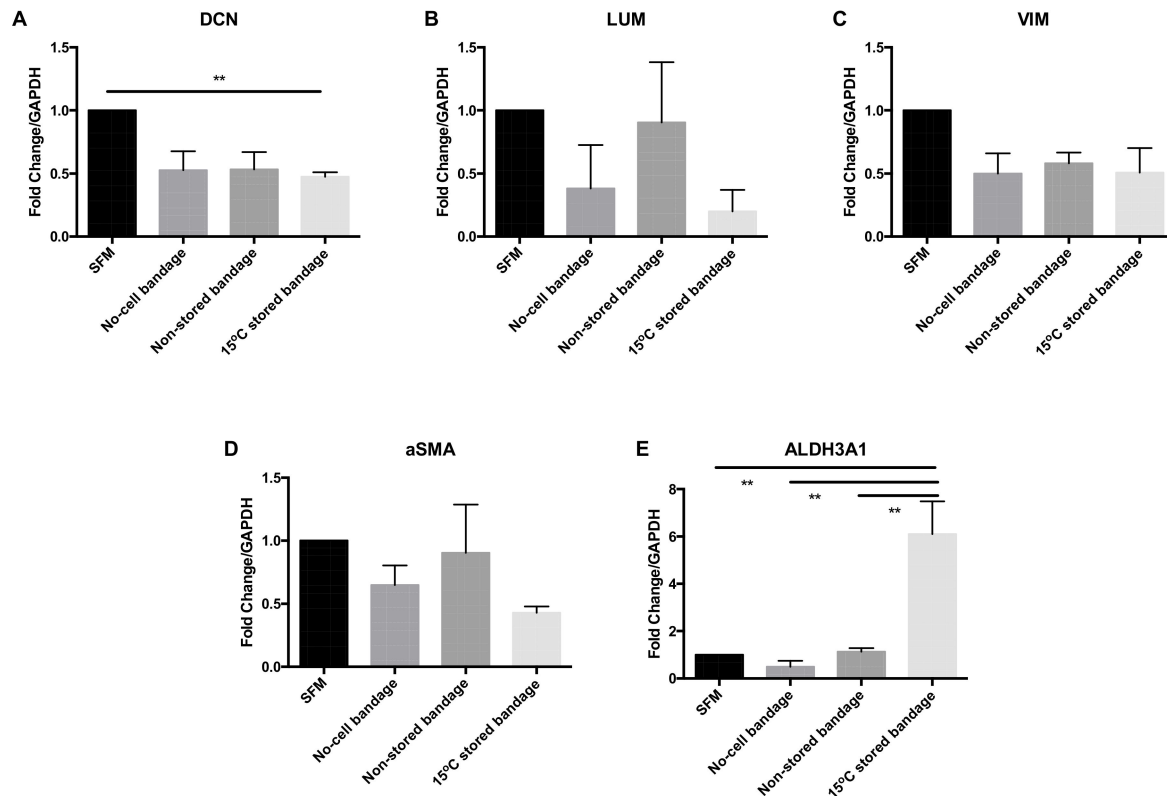 A
DCN
Fold Change/GAPDH
1.5
1.0
0.5
0.0
**
SFM
No-cell bandage
Non-stored bandage
15ºC stored bandage
B
LUM
Fold Change/GAPDH
1.5
1.0
0.5
0.0
SFM
No-cell bandage
Non-stored bandage
15ºC stored bandage
C
VIM
Fold Change/GAPDH
1.5
1.0
0.5
0.0
SFM
No-cell bandage
Non-stored bandage
15ºC stored bandage
D
aSMA
Fold Change/GAPDH
1.5
1.0
0.5
0.0
SFM
No-cell bandage
Non-stored bandage
15ºC stored bandage
E
ALDH3A1
Fold Change/GAPDH
8
6
4
2
0
**
**
**
SFM
No-cell bandage
Non-stored bandage
15ºC stored bandage